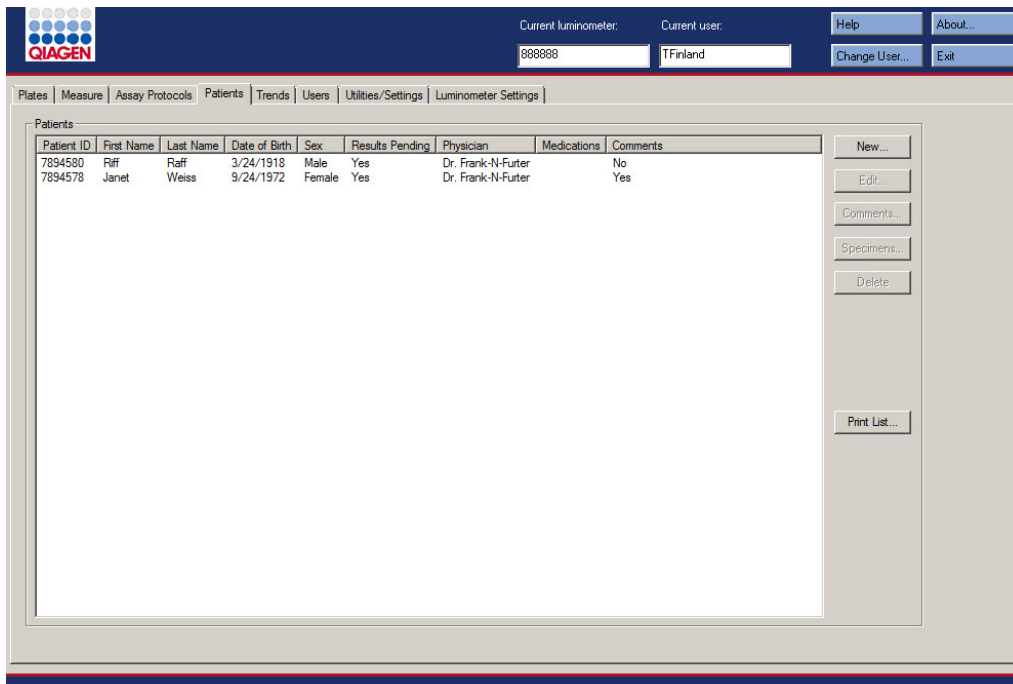 QIAGEN
Current luminometer: Current user: Help About...
888888 TFinland Change User... Exit
Plates Measure Assay Protocols Patients Trends Users Utilities/Settings Luminometer Settings
Patients
Patient ID First Name Last Name Date of Birth Sex Results Pending Physician Medications Comments
7894580 Riff Raff 3/24/1918 Male Yes Dr. Frank-N-Furter No
7894578 Janet Weiss 9/24/1972 Female Yes Dr. Frank-N-Furter Yes
New...
Edit...
Comments...
Specimens...
Delete
Print List...